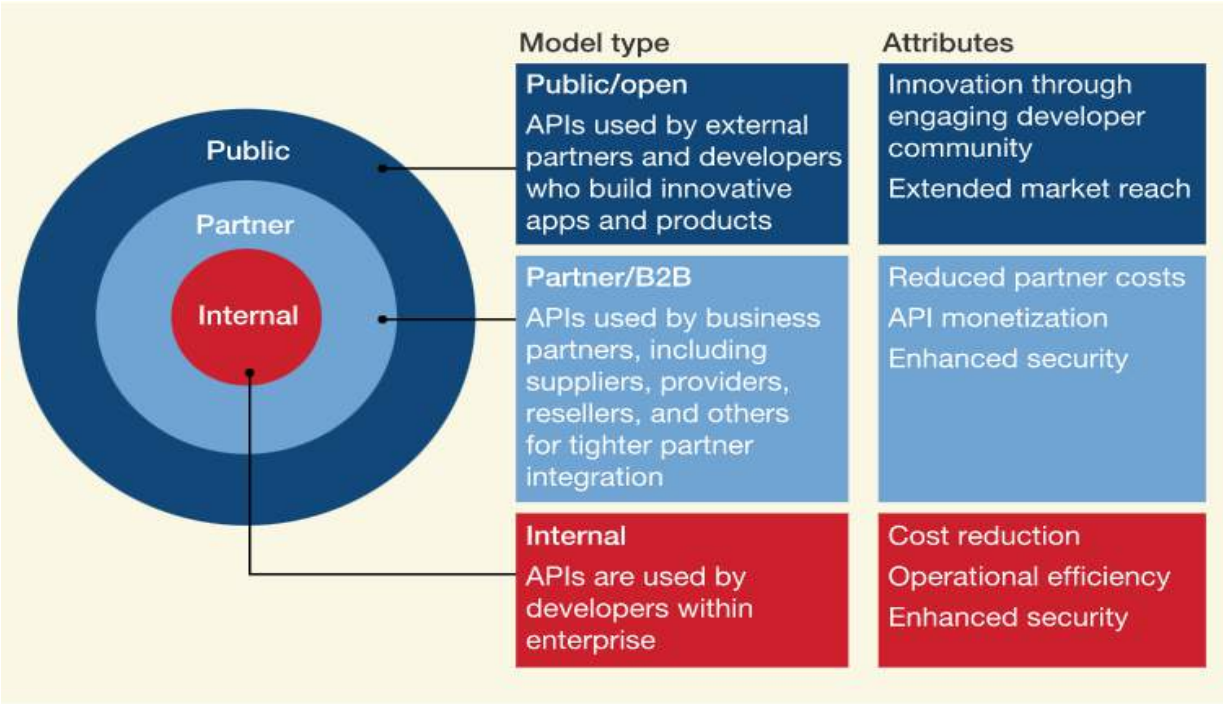 Public
Partner
Internal
Model type
Public/open
APIs used by external
partners and developers
who build innovative
apps and products
Partner/B2B
APIs used by business
partners, including
suppliers, providers,
resellers, and others
for tighter partner
integration
Internal
APIs are used by
developers within
enterprise
Attributes
Innovation through
engaging developer
community
Extended market reach
Reduced partner costs
API monetization
Enhanced security
Cost reduction
Operational efficiency
Enhanced security